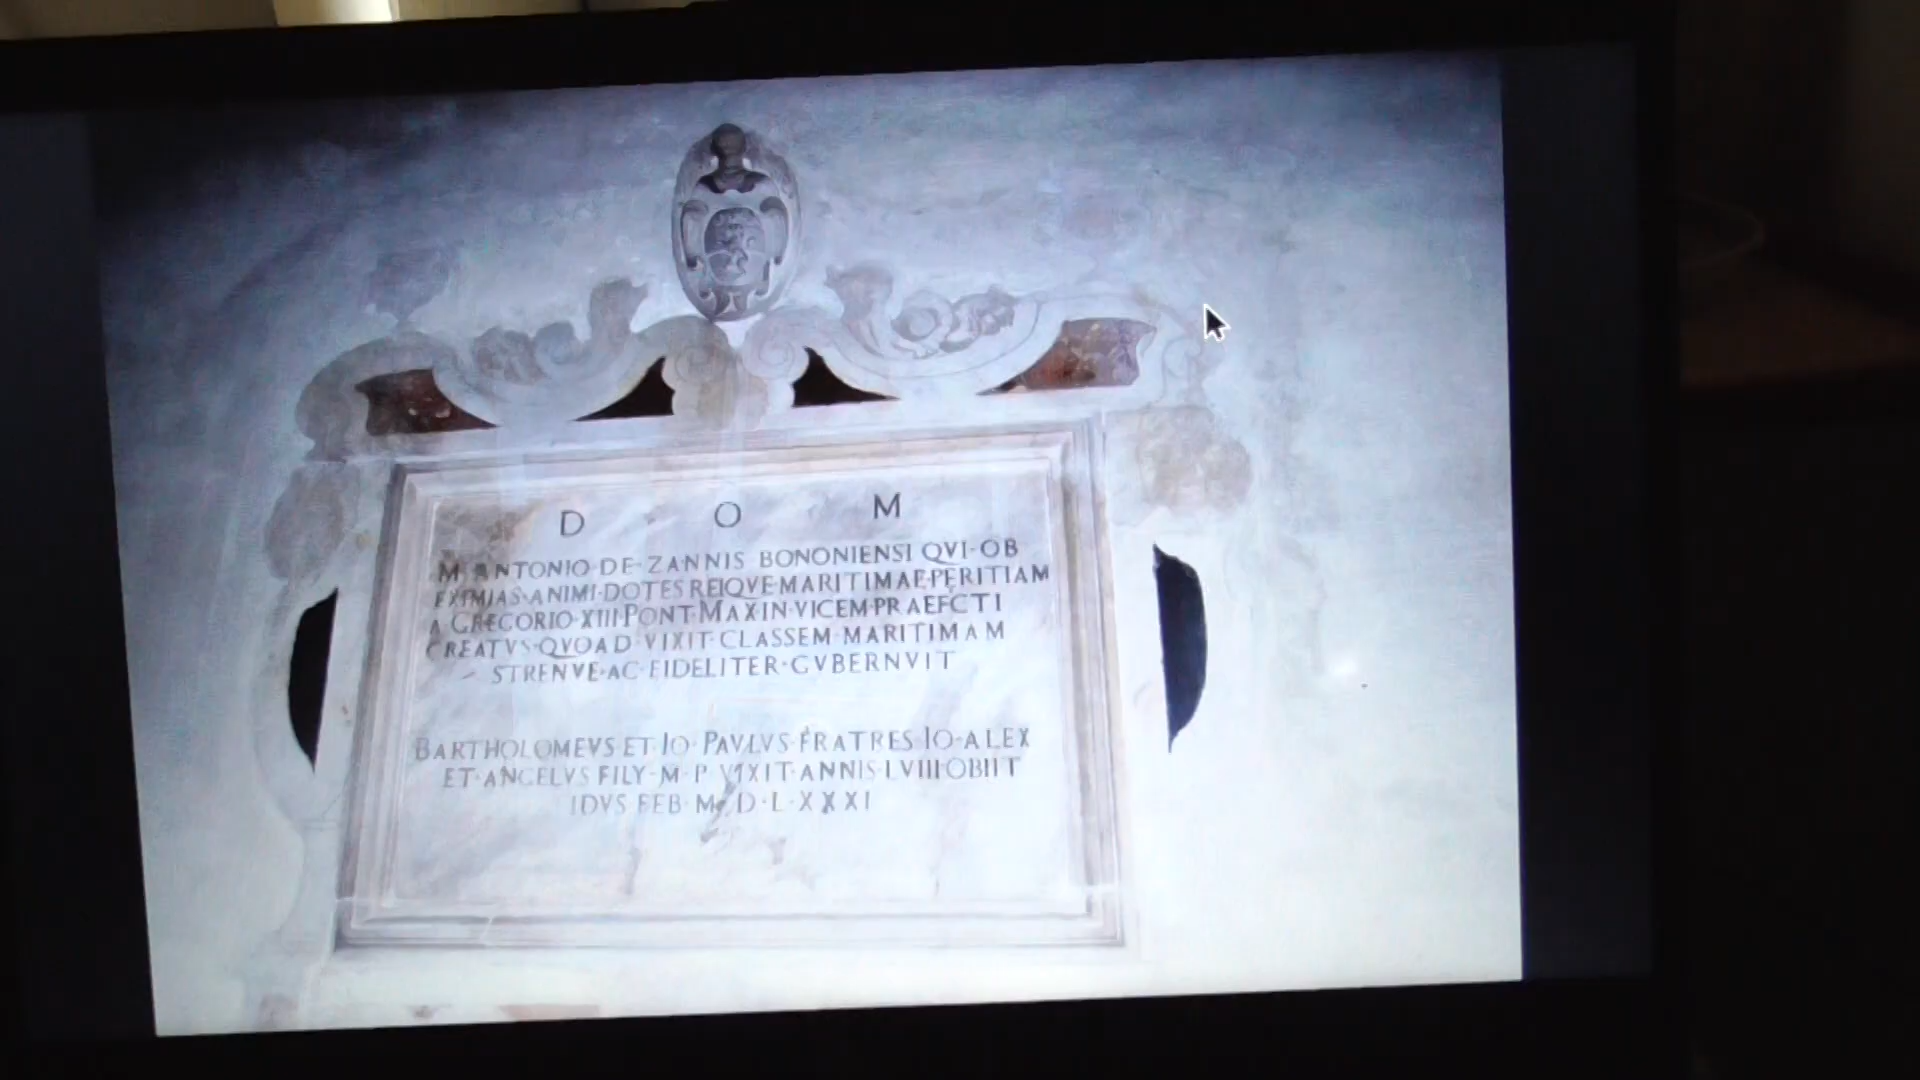 D O M
M ANTONIO·DE·ZANNIS BONONIENSI QVI·OB
EXIMIAS·ANIMI·DOTES REIQVE·MARITIMAE·PERITIAM
A GREGORIO·XIII·PONT·MAX·IN·VICEM·PRAEFCTI
CREATVS·QVOAD·VIXIT·CLASSEM·MARITIMAM
STRENVE·AC·FIDELITER·GVBERNVIT
BARTHOLOMEVS·ET·IO·PAVLVS·FRATRES·IO·ALEX
ET·ANGELVS FILY·M·P VIXIT·ANNIS·LVIII·OBIIT
IDVS FEB·M·D·L·XXXI